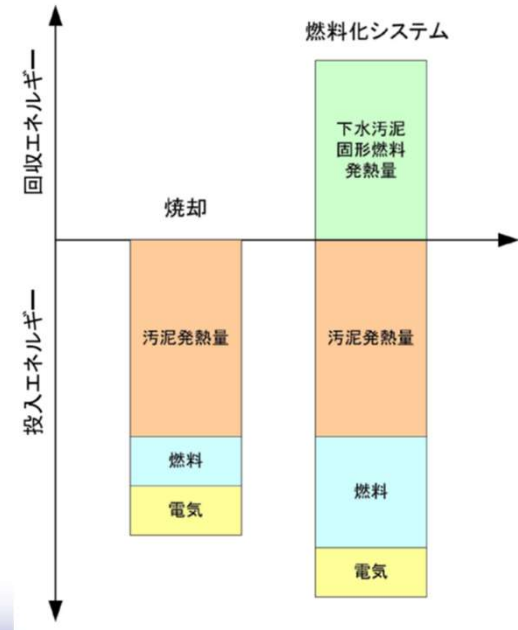 燃料化システム
回収エネルギー
下水汚泥
固形燃料
発熱量
焼却
投入エネルギー
汚泥発熱量
汚泥発熱量
燃料
燃料
電気
電気